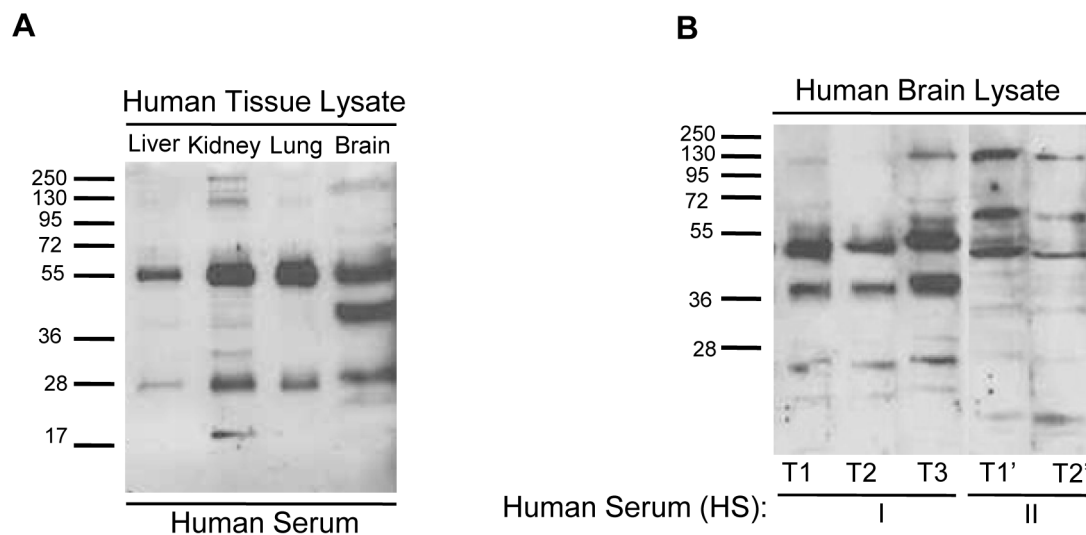 A
Human Tissue Lysate
Liver Kidney Lung Brain
250
130
95
72
55
36
28
17
Human Serum
B
Human Brain Lysate
250
130
95
72
55
36
28
T1 T2 T3 T1' T2'
Human Serum (HS): I II